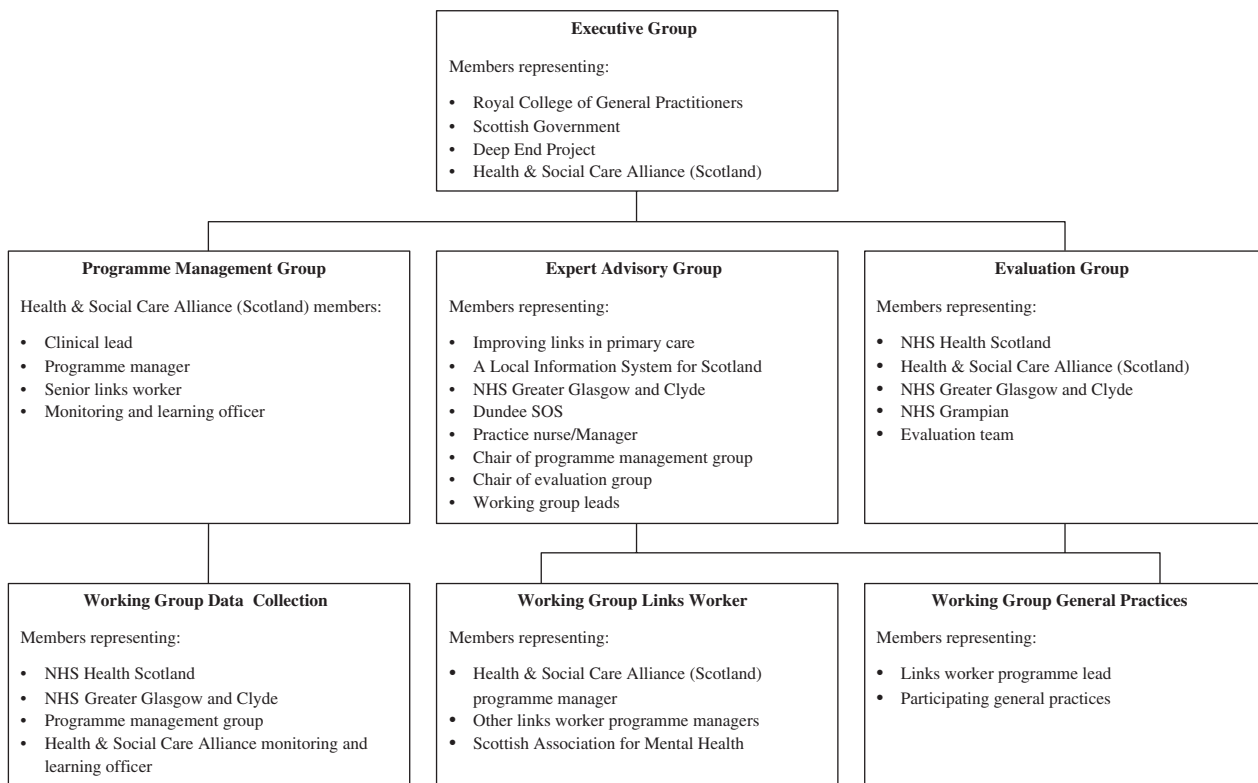 Executive Group
Members representing:
• Royal College of General Practitioners
• Scottish Government
• Deep End Project
• Health & Social Care Alliance (Scotland)
Programme Management Group
Health & Social Care Alliance (Scotland) members:
• Clinical lead
• Programme manager
• Senior links worker
• Monitoring and learning officer
Expert Advisory Group
Members representing:
• Improving links in primary care
• A Local Information System for Scotland
• NHS Greater Glasgow and Clyde
• Dundee SOS
• Practice nurse/Manager
• Chair of programme management group
• Chair of evaluation group
• Working group leads
Evaluation Group
Members representing:
• NHS Health Scotland
• Health & Social Care Alliance (Scotland)
• NHS Greater Glasgow and Clyde
• NHS Grampian
• Evaluation team
Working Group Data Collection
Members representing:
• NHS Health Scotland
• NHS Greater Glasgow and Clyde
• Programme management group
• Health & Social Care Alliance monitoring and
learning officer
Working Group Links Worker
Members representing:
• Health & Social Care Alliance (Scotland)
programme manager
• Other links worker programme managers
• Scottish Association for Mental Health
Working Group General Practices
Members representing:
• Links worker programme lead
• Participating general practices